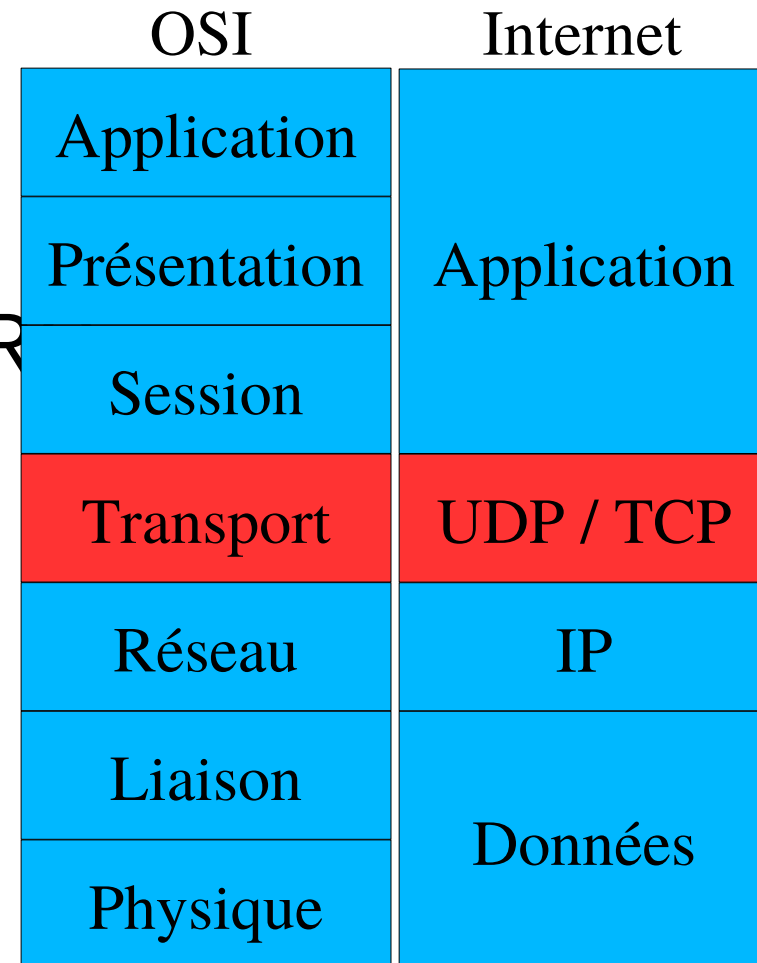 OSI
Internet
Application
Présentation
Session
Transport
Réseau
Liaison
Physique
Application
UDP / TCP
IP
Données
R